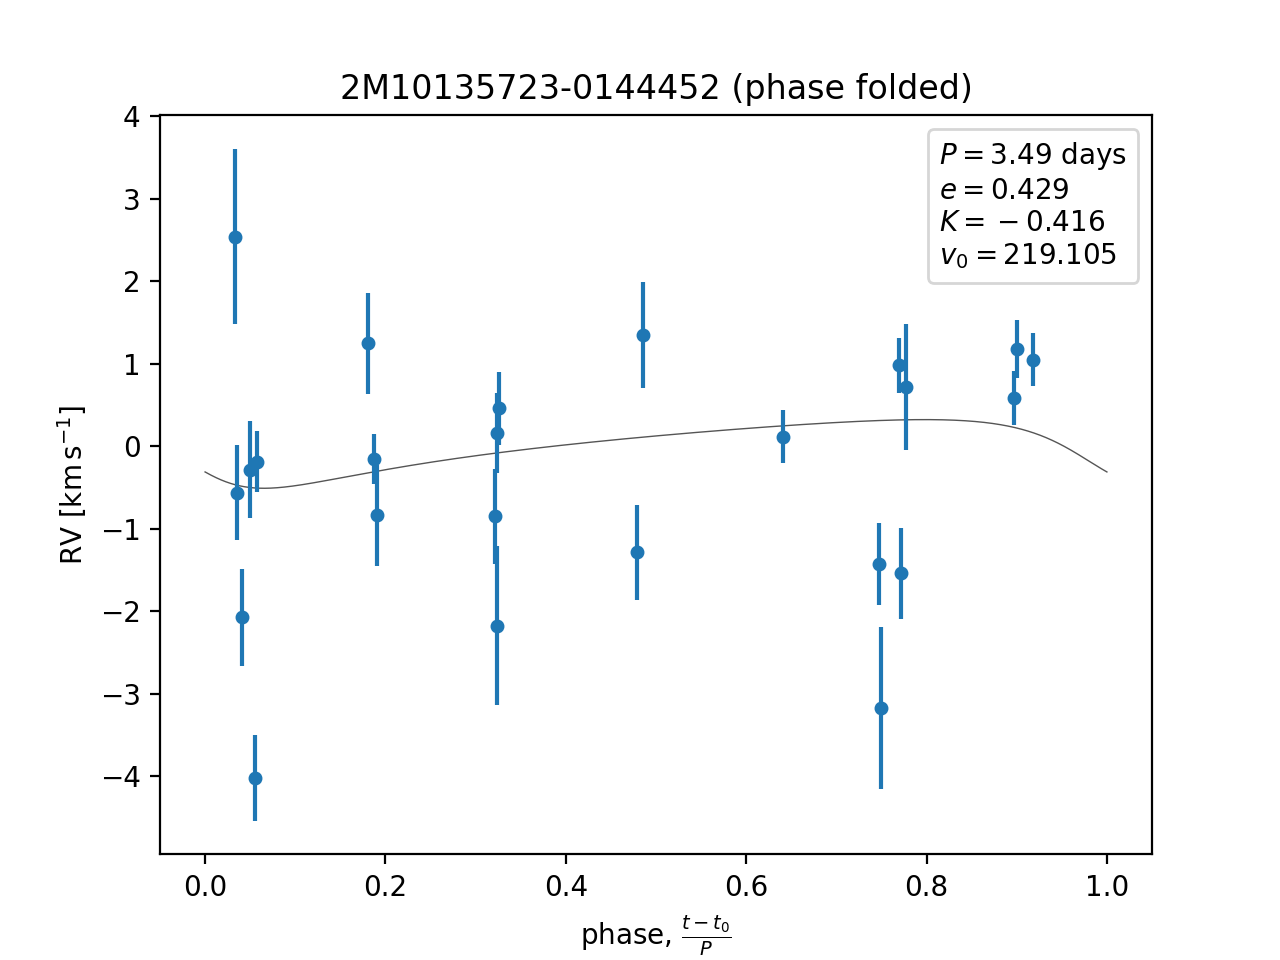 2M10135723-0144452 (phase folded)
P = 3.49 days
e = 0.429
K = −0.416
v₀ = 219.105
4
3
2
1
0
−1
−2
−3
−4
RV [km s⁻¹]
0.0 0.2 0.4 0.6 0.8 1.0
phase, (t − t₀)/P